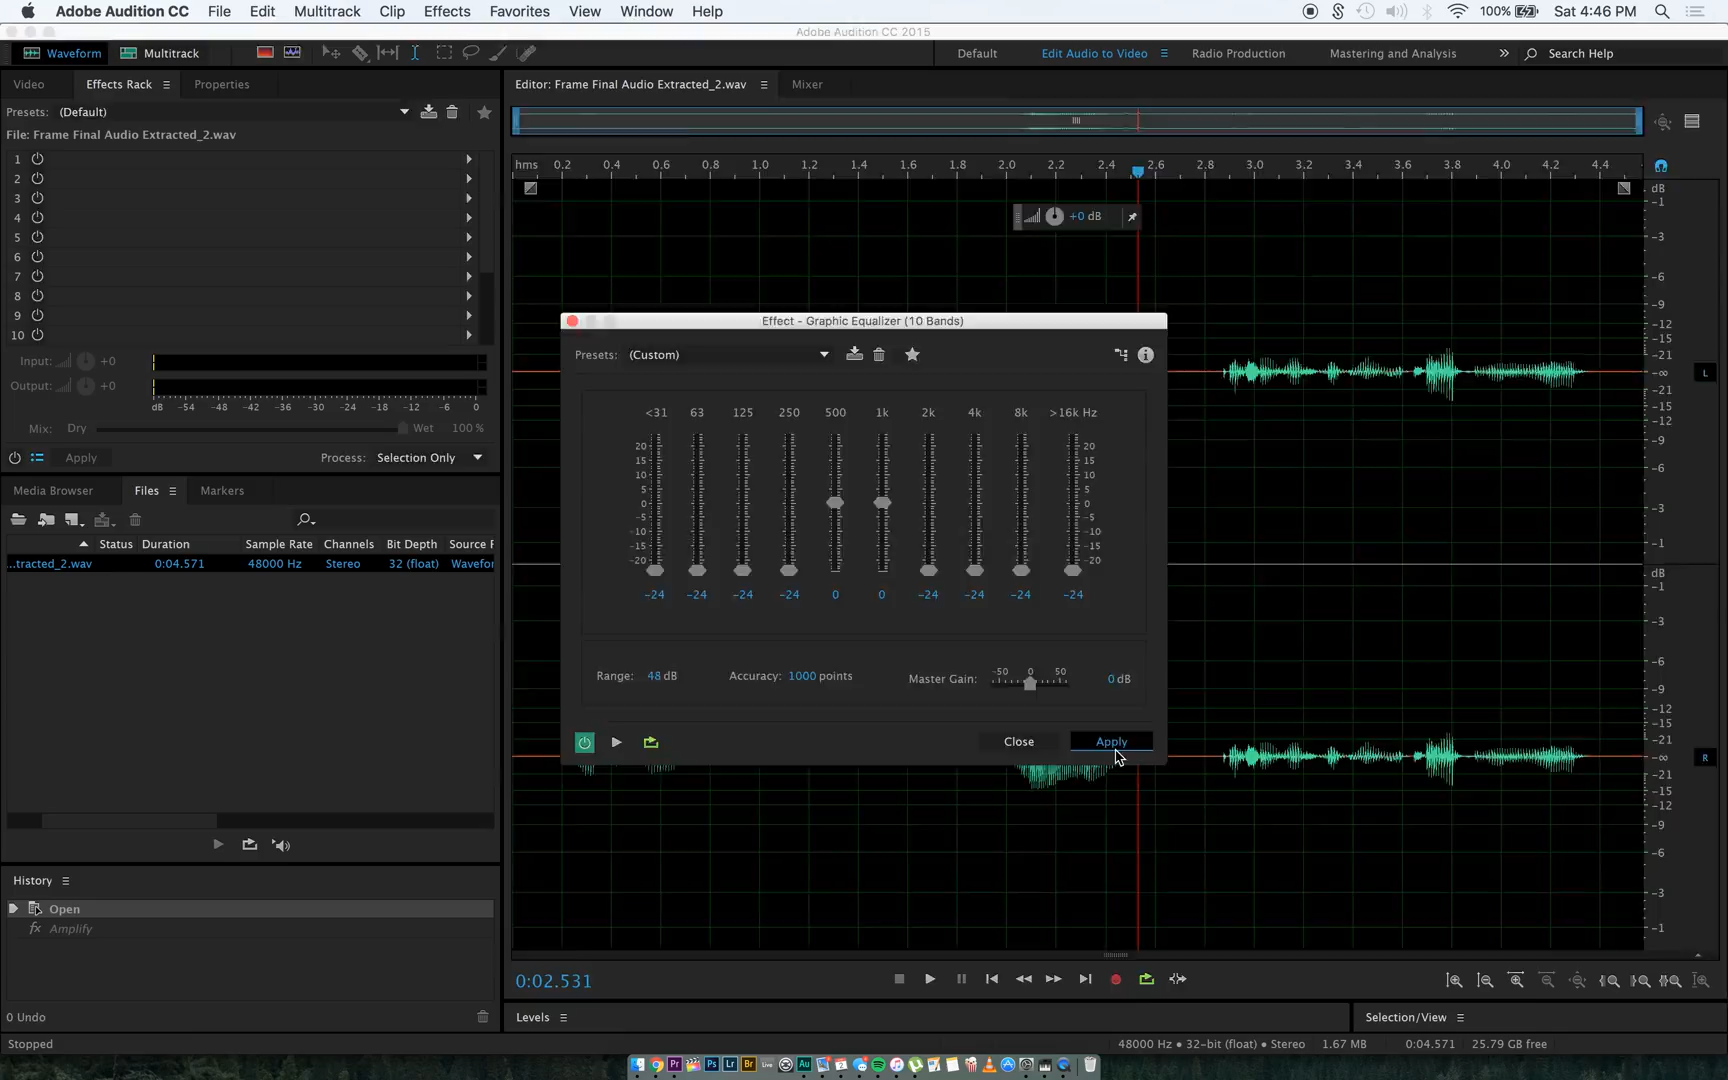 Adobe Audition CC File Edit Multitrack Clip Effects Favorites View Window Help 100% Sat 4:46 PM
Adobe Audition CC 2015
Waveform Multitrack Default Edit Audio to Video Radio Production Mastering and Analysis Search Help
Video Effects Rack Properties Editor: Frame Final Audio Extracted_2.wav Mixer
Presets: (Default)
File: Frame Final Audio Extracted_2.wav
hms 0.2 0.4 0.6 0.8 1.0 1.2 1.4 1.6 1.8 2.0 2.2 2.4 2.6 2.8 3.0 3.2 3.4 3.6 3.8 4.0 4.2 4.4
1
2
3
4
5
6
7
8
9
10
+0 dB
Input: +0
Output: +0
dB -54 -48 -42 -36 -30 -24 -18 -12 -6 0
Mix: Dry Wet 100 %
Apply Process: Selection Only
Media Browser Files Markers
Status Duration Sample Rate Channels Bit Depth Source F
...tracted_2.wav 0:04.571 48000 Hz Stereo 32 (float) Wavefor
History
Open
fx Amplify
0 Undo
Stopped
Effect - Graphic Equalizer (10 Bands)
Presets: (Custom)
<31 63 125 250 500 1k 2k 4k 8k >16k Hz
20 20
15 15
10 10
5 5
0 0
-5 -5
-10 -10
-15 -15
-20 -20
-24 -24 -24 -24 0 0 -24 -24 -24 -24
Range: 48 dB Accuracy: 1000 points Master Gain: -50 0 50 0 dB
Close Apply
dB
-1
-3
-6
-9
-12
-15
-21
-∞
-21
-15
-12
-9
-6
-3
-1
L
dB
-1
-3
-6
-9
-12
-15
-21
-∞
-21
-15
-12
-9
-6
-3
-1
R
0:02.531
Levels Selection/View
48000 Hz • 32-bit (float) • Stereo 1.67 MB 0:04.571 25.79 GB free
Pr Ps Lr Br Live Au